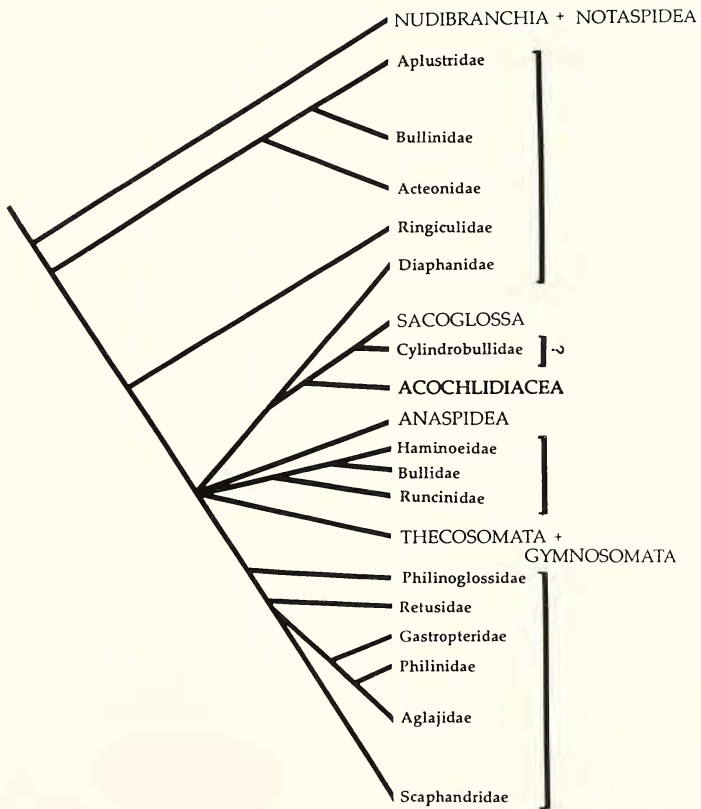 NUDIBRANCHIA + NOTASPIDEA
Aplustridae
Bullinidae
Acteonidae
Ringiculidae
Diaphanidae
SACOGLOSSA
Cylindrobullidae ?
ACOCHLIDIACEA
ANASPIDEA
Haminoeidae
Bullidae
Runcinidae
THECOSOMATA +
GYMNOSOMATA
Philinoglossidae
Retusidae
Gastropteridae
Philinidae
Aglajidae
Scaphandridae